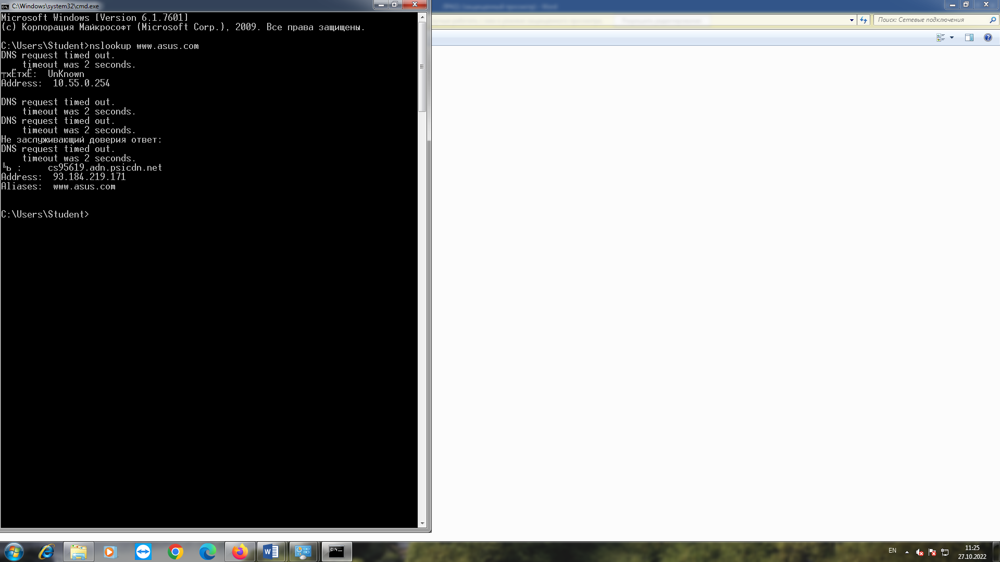 C:\Windows\system32\cmd.exe
Microsoft Windows [Version 6.1.7601]
(c) Корпорация Майкрософт (Microsoft Corp.), 2009. Все права защищены.
C:\Users\Student>nslookup www.asus.com
DNS request timed out.
timeout was 2 seconds.
╤хЁтхЁ:  UnKnown
Address:  10.55.0.254
DNS request timed out.
timeout was 2 seconds.
DNS request timed out.
timeout was 2 seconds.
Не заслуживающий доверия ответ:
DNS request timed out.
timeout was 2 seconds.
╚ь :     cs95619.adn.psicdn.net
Address:  93.184.219.171
Aliases:  www.asus.com
C:\Users\Student>
Поиск: Сетевые подключения
EN
11:25
27.10.2022